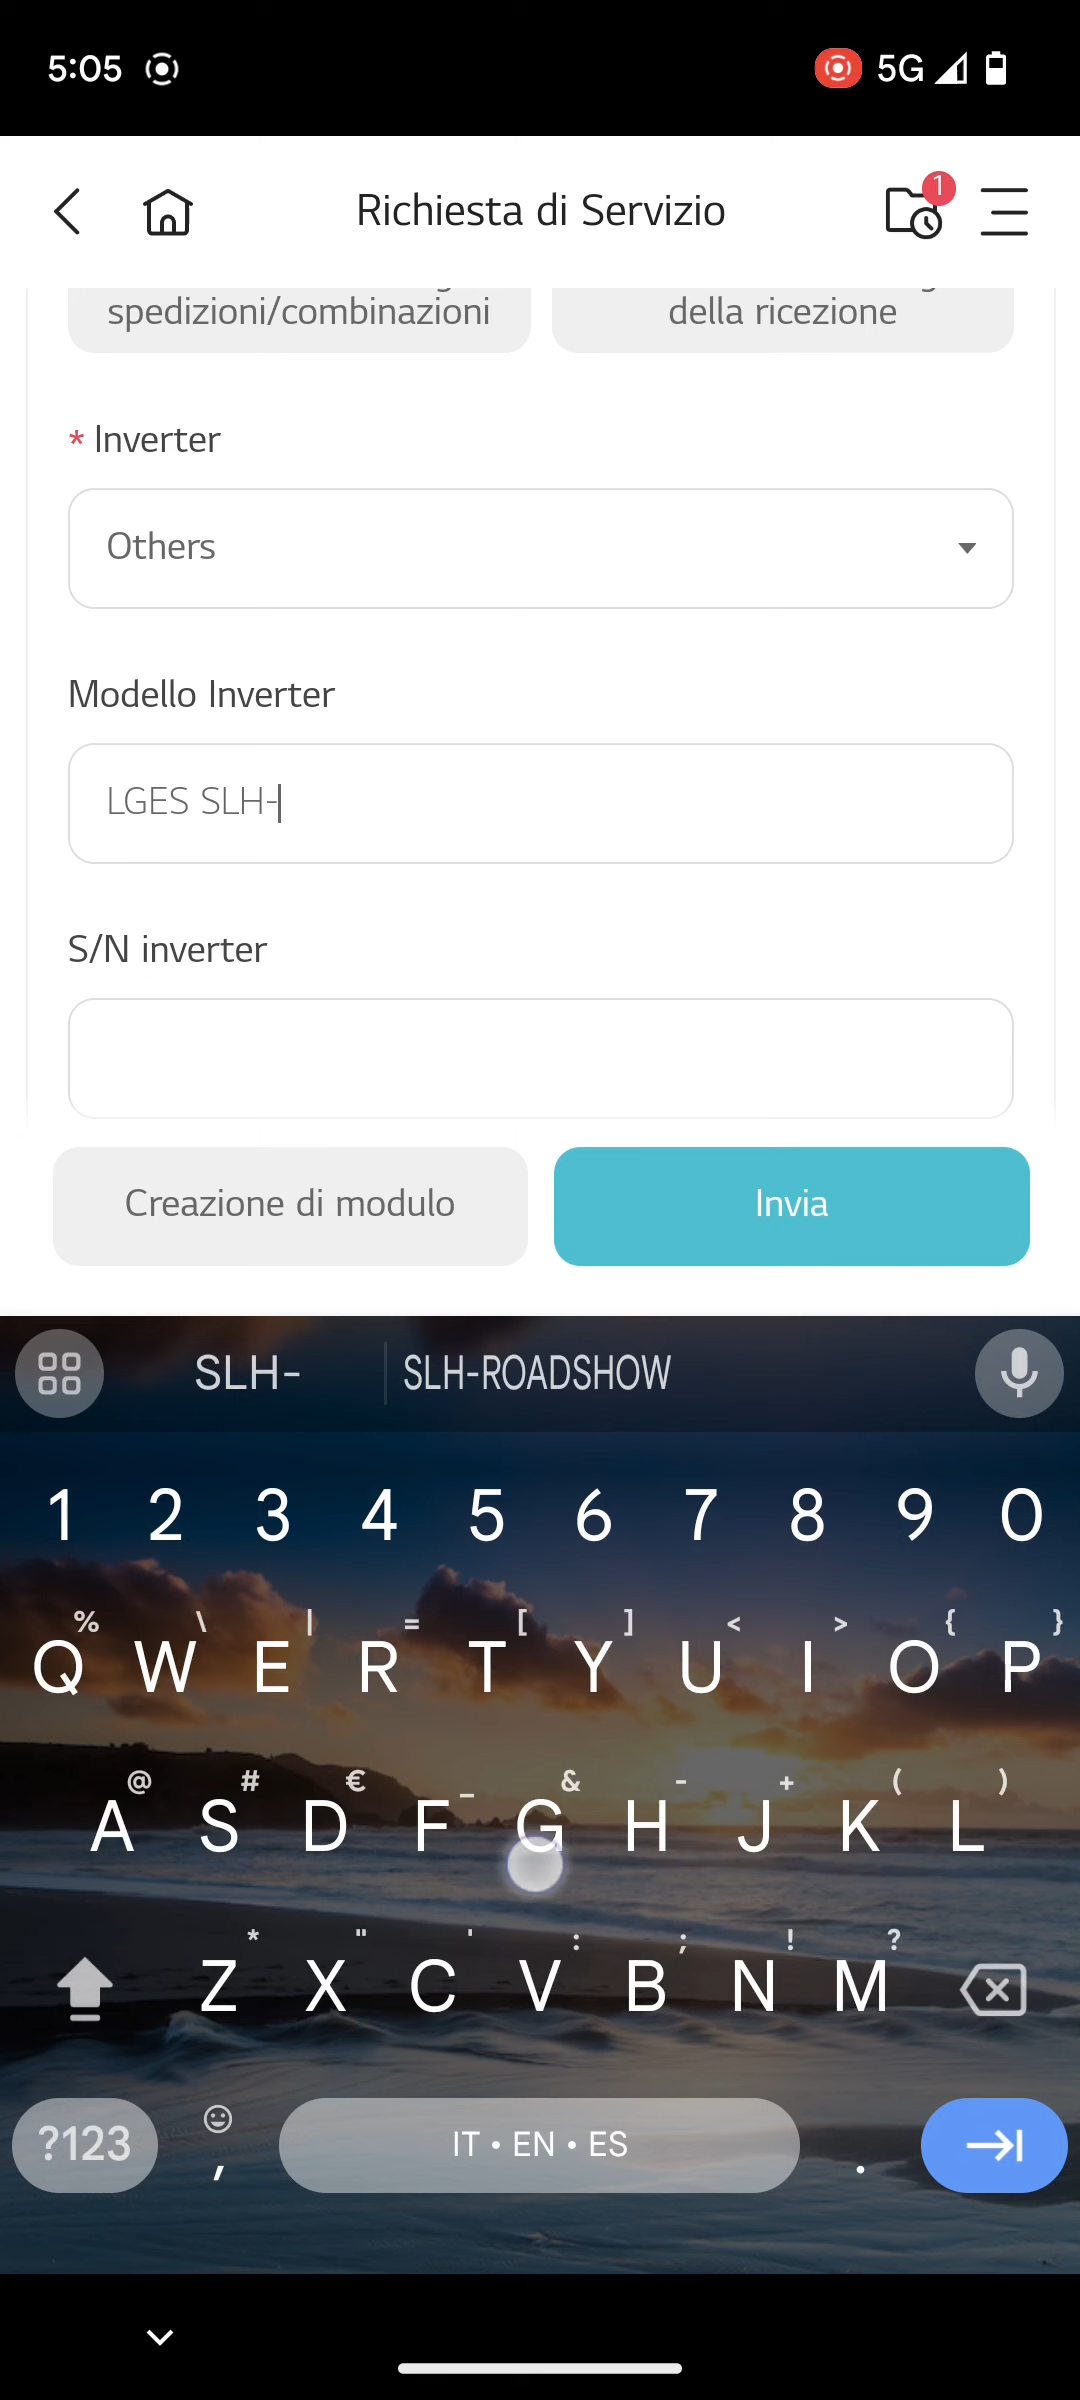 5:05
5G
Richiesta di Servizio
1
spedizioni/combinazioni
della ricezione
* Inverter
Others
Modello Inverter
LGES SLH-
S/N inverter
Creazione di modulo
Invia
SLH-
SLH-ROADSHOW
1 2 3 4 5 6 7 8 9 0
% \ | = [ ] < > { }
Q W E R T Y U I O P
@ # € _ & - + ( )
A S D F G H J K L
* " ' : ; ! ?
Z X C V B N M
?123 , IT • EN • ES .